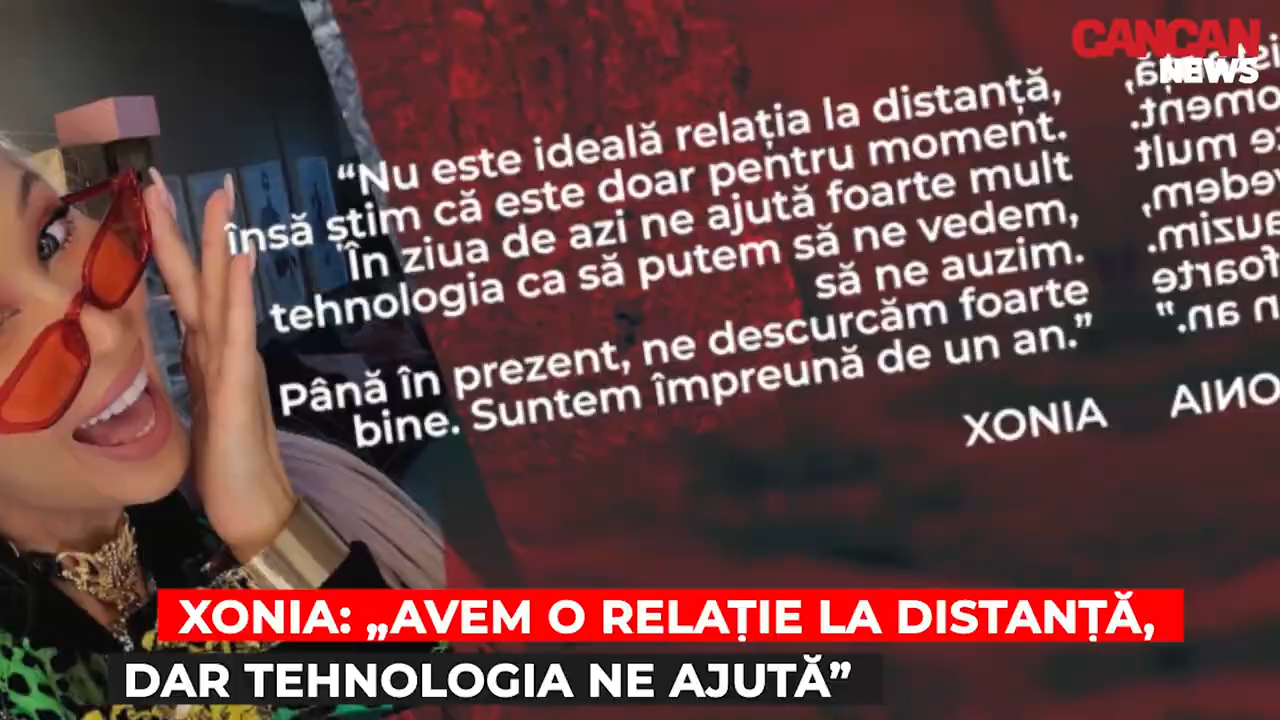 CANCAN
NEWS
“Nu este ideală relația la distanță,
însă știm că este doar pentru moment.
În ziua de azi ne ajută foarte mult
tehnologia ca să putem să ne vedem,
să ne auzim.
Până în prezent, ne descurcăm foarte
bine. Suntem împreună de un an.”
XONIA
XONIA: „AVEM O RELAȚIE LA DISTANȚĂ,
DAR TEHNOLOGIA NE AJUTĂ”